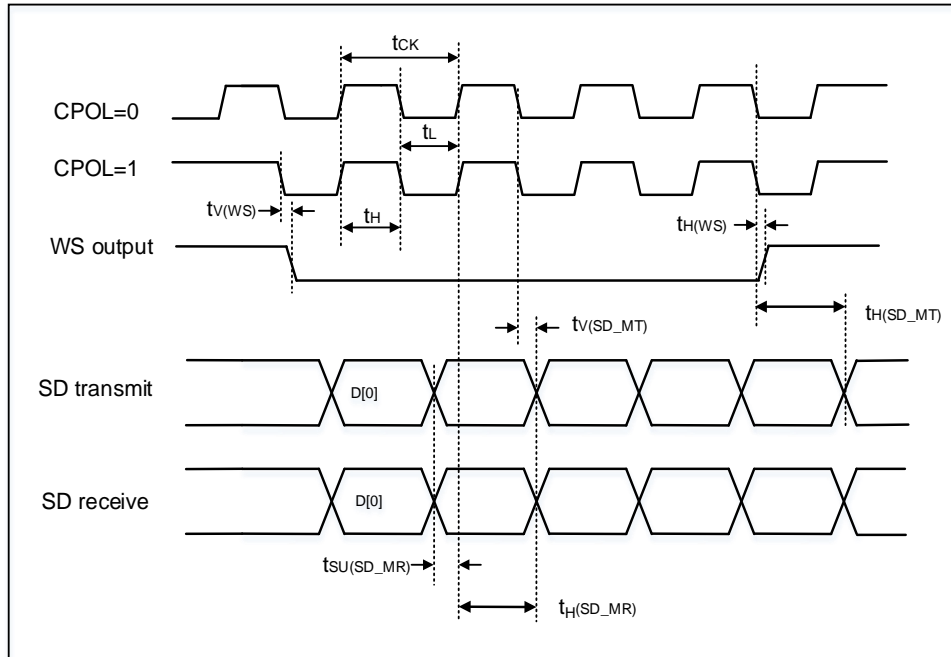 tCK
CPOL=0
tL
CPOL=1
tV(WS)
tH
tH(WS)
WS output
tV(SD_MT)
tH(SD_MT)
SD transmit
D[0]
SD receive
D[0]
tSU(SD_MR)
tH(SD_MR)